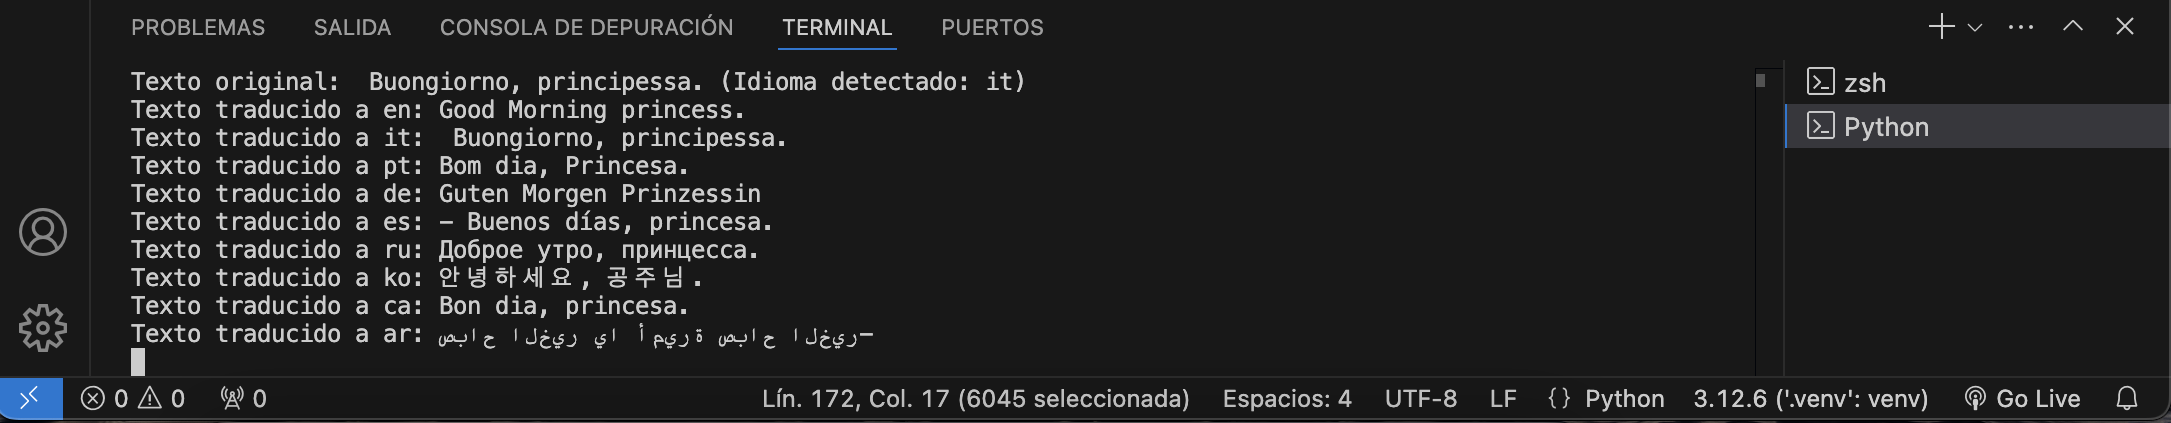 PROBLEMAS SALIDA CONSOLA DE DEPURACIÓN TERMINAL PUERTOS
Texto original:  Buongiorno, principessa. (Idioma detectado: it)
Texto traducido a en: Good Morning princess.
Texto traducido a it:  Buongiorno, principessa.
Texto traducido a pt: Bom dia, Princesa.
Texto traducido a de: Guten Morgen Prinzessin
Texto traducido a es: – Buenos días, princesa.
Texto traducido a ru: Доброе утро, принцесса.
Texto traducido a ko: 안녕하세요, 공주님.
Texto traducido a ca: Bon dia, princesa.
Texto traducido a ar: صباح الخير يا أميرة صباح الخير–
zsh
Python
0 0 0 Lín. 172, Col. 17 (6045 seleccionada) Espacios: 4 UTF-8 LF {} Python 3.12.6 ('.venv': venv) Go Live